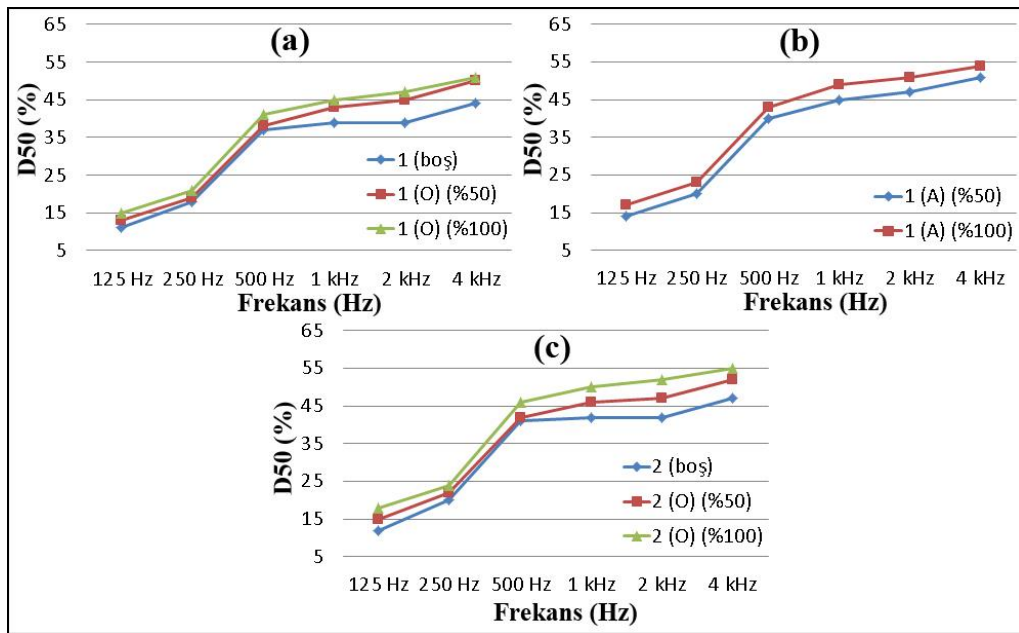 (a)
D50 (%)
65
55
45
35
25
15
5
1 (boş)
1 (O) (%50)
1 (O) (%100)
125 Hz 250 Hz 500 Hz 1 kHz 2 kHz 4 kHz
Frekans (Hz)
(b)
D50 (%)
65
55
45
35
25
15
5
1 (A) (%50)
1 (A) (%100)
125 Hz 250 Hz 500 Hz 1 kHz 2 kHz 4 kHz
Frekans (Hz)
(c)
D50 (%)
65
55
45
35
25
15
5
2 (boş)
2 (O) (%50)
2 (O) (%100)
125 Hz 250 Hz 500 Hz 1 kHz 2 kHz 4 kHz
Frekans (Hz)